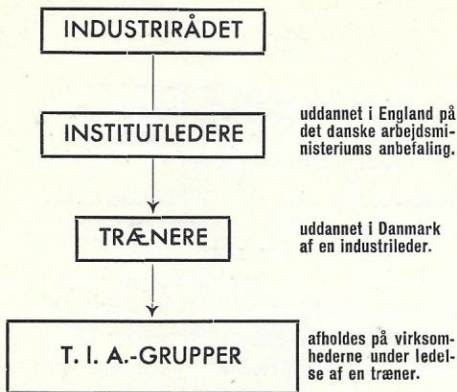 INDUSTRIRÅDET
INSTITUTLEDERE
uddannet i England på
det danske arbejdsmi-
nisteriums anbefaling.
TRÆNERE
uddannet i Danmark
af en industrileder.
T. I. A.-GRUPPER
afholdes på virksom-
hederne under ledel-
se af en træner.